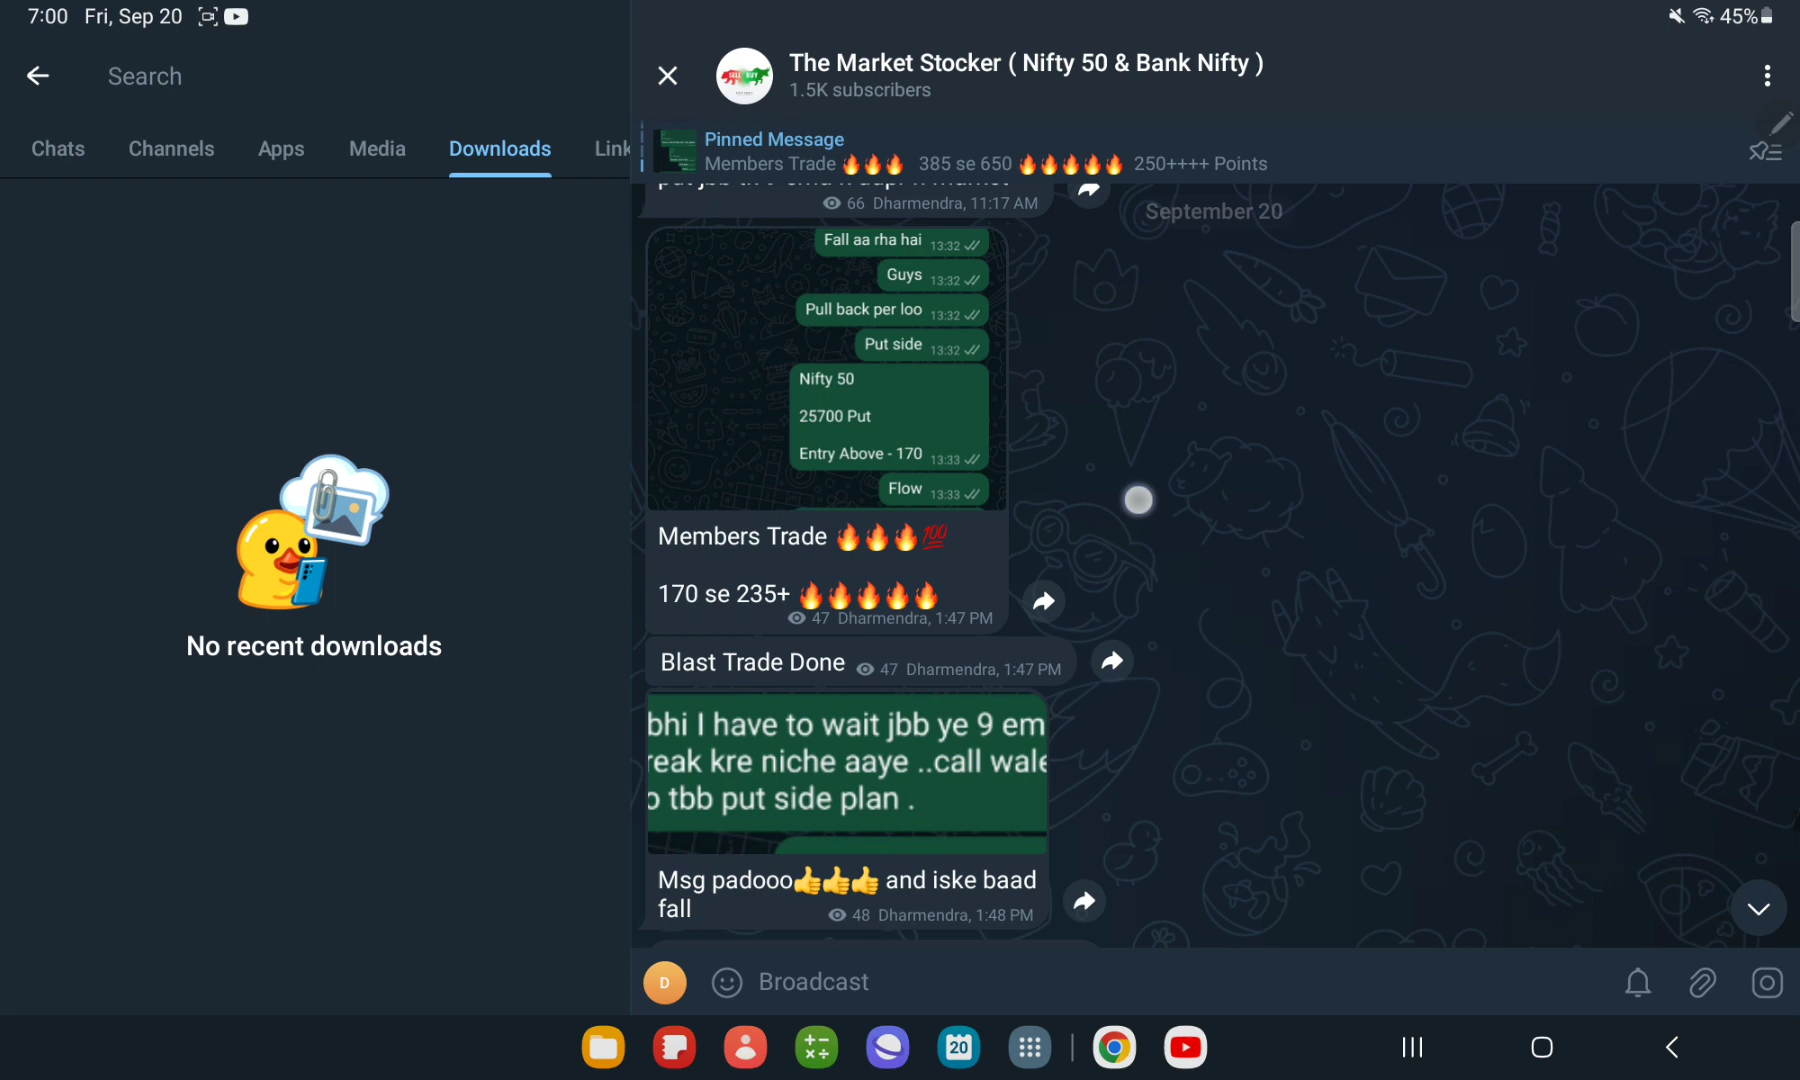 7:00 Fri, Sep 20
45%
Search
Chats Channels Apps Media Downloads Link
No recent downloads
The Market Stocker ( Nifty 50 & Bank Nifty )
1.5K subscribers
SELL BUY
Pinned Message
Members Trade 🔥🔥🔥 385 se 650 🔥🔥🔥🔥🔥 250++++ Points
66 Dharmendra, 11:17 AM
September 20
Fall aa rha hai 13:32
Guys 13:32
Pull back per loo 13:32
Put side 13:32
Nifty 50
25700 Put
Entry Above - 170 13:33
Flow 13:33
Members Trade 🔥🔥🔥💯
170 se 235+ 🔥🔥🔥🔥🔥
47 Dharmendra, 1:47 PM
Blast Trade Done 47 Dharmendra, 1:47 PM
bhi I have to wait jbb ye 9 em
reak kre niche aaye ..call wale
o tbb put side plan .
Msg padooo👍👍👍 and iske baad
fall 48 Dharmendra, 1:48 PM
D
Broadcast
20